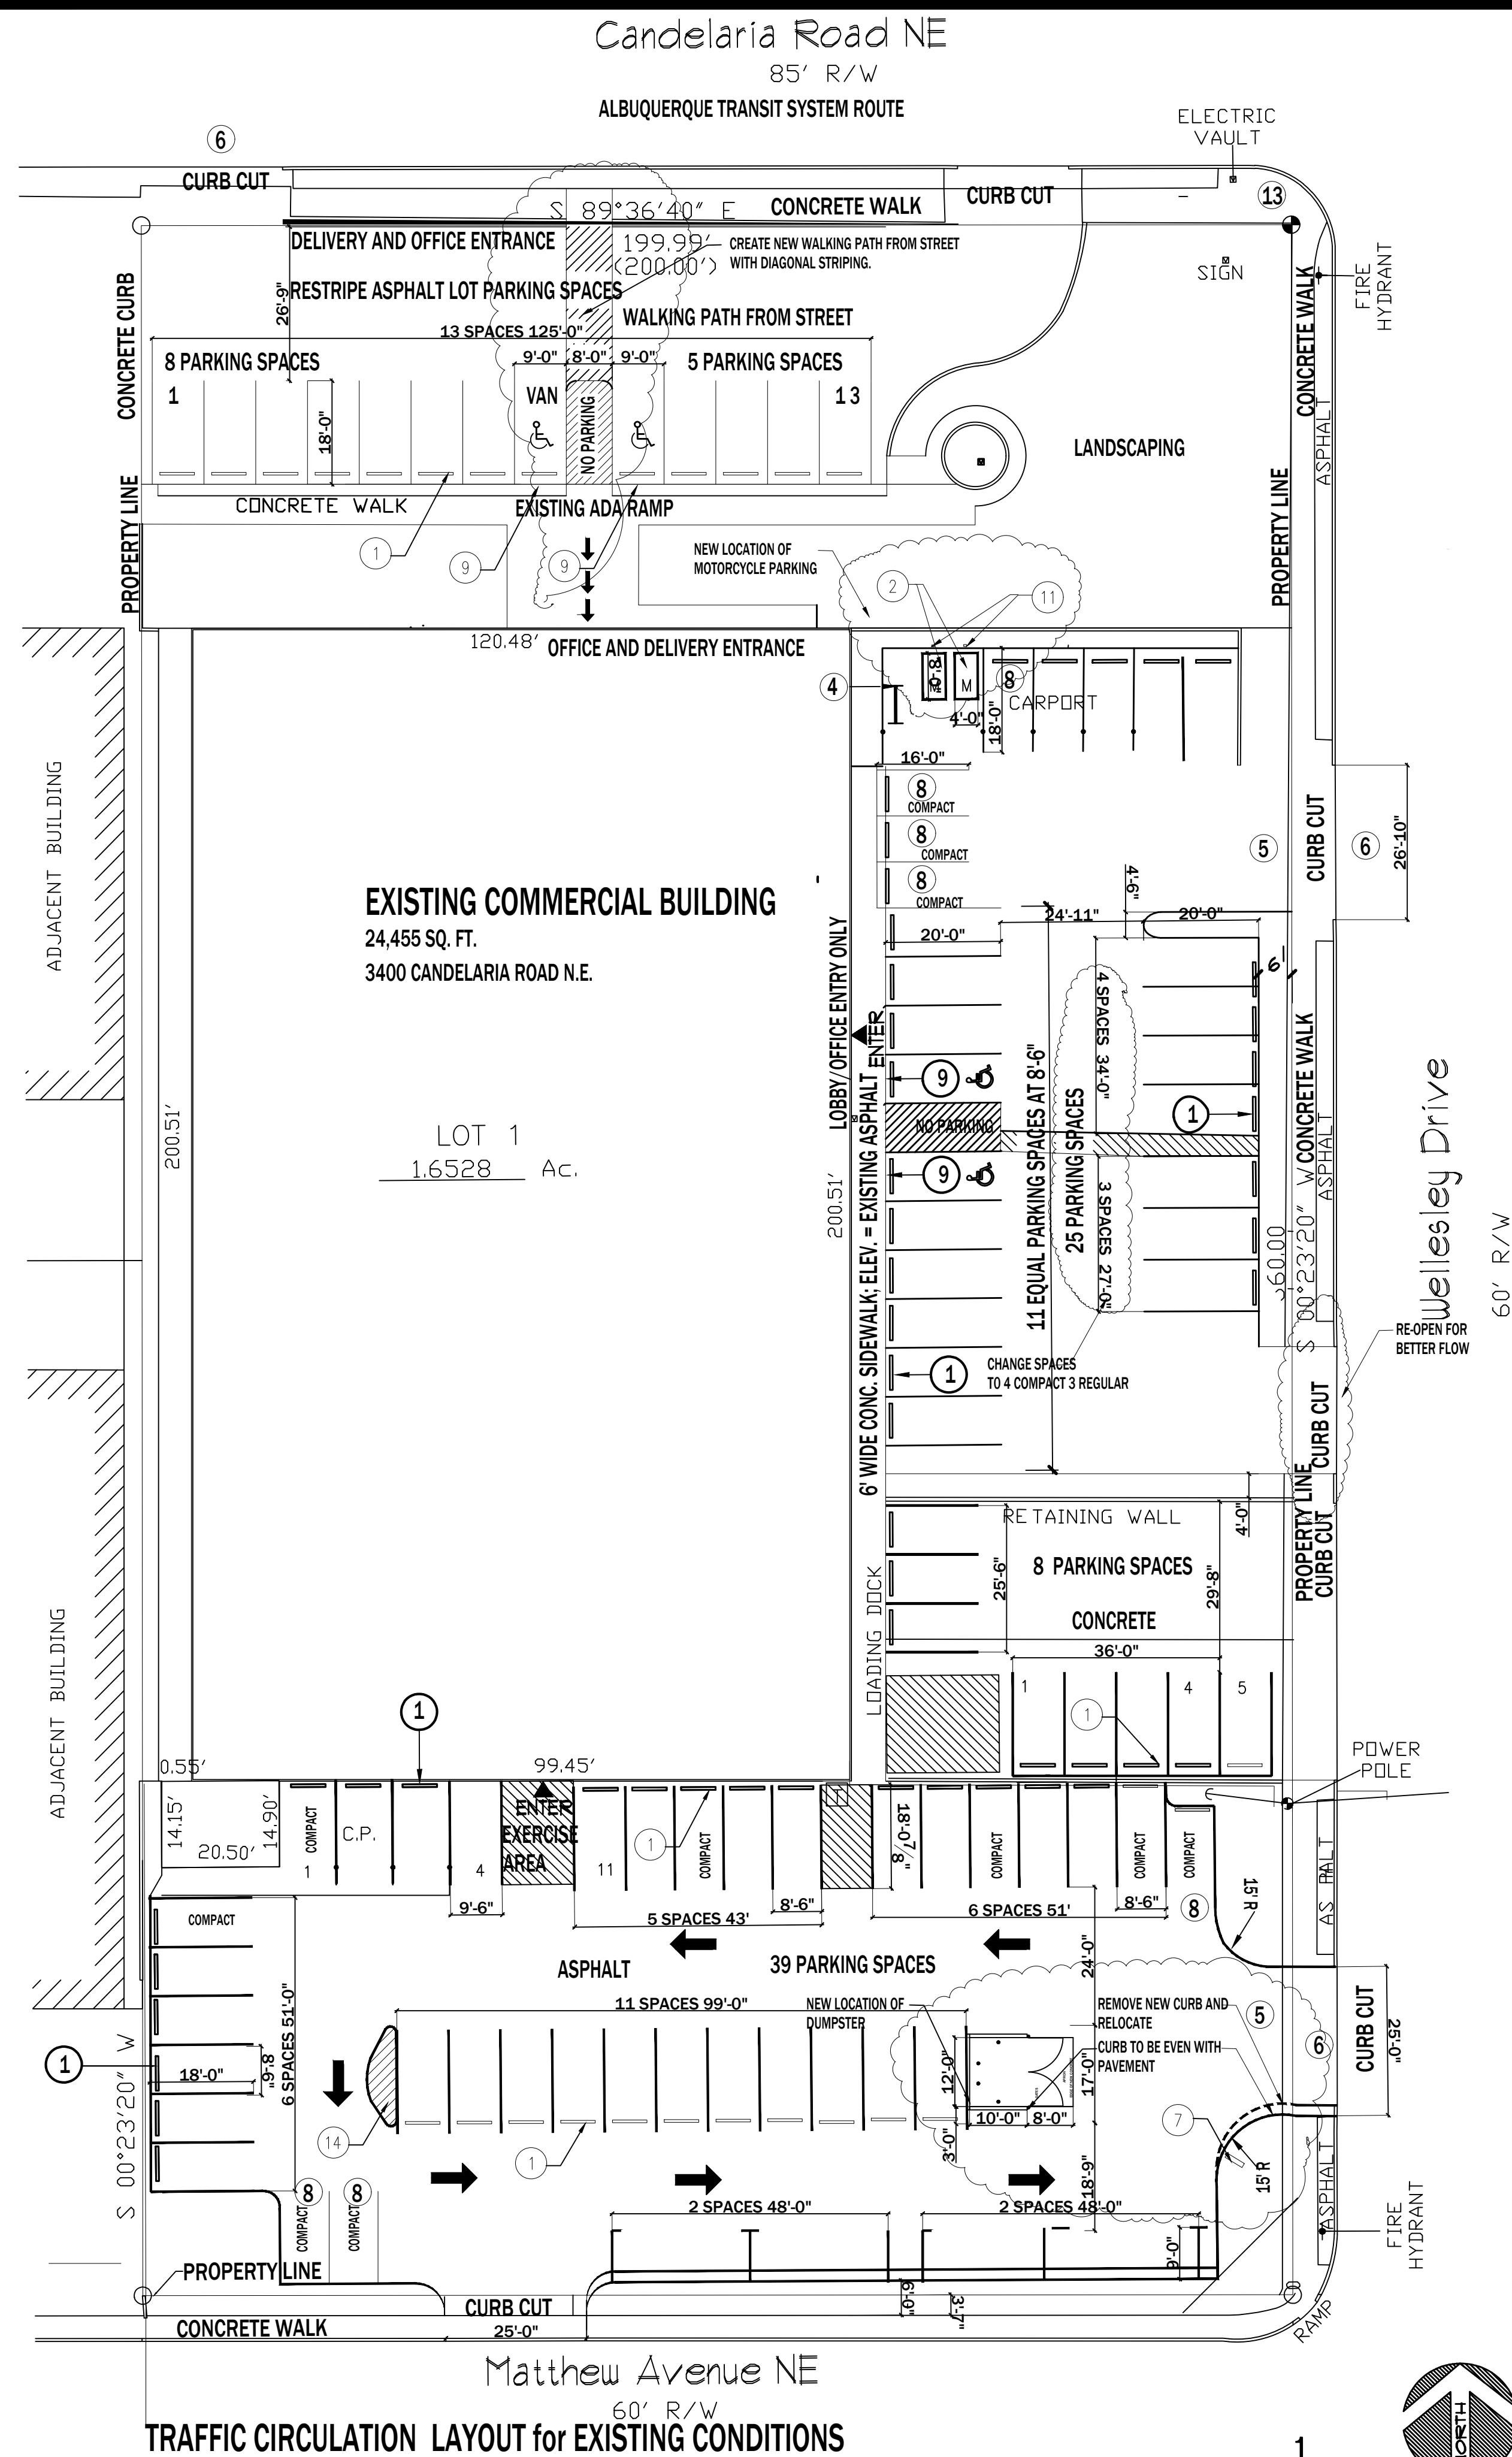 Candelaria Road NE
85' R/W
ALBUQUERQUE TRANSIT SYSTEM ROUTE
ELECTRIC
VAULT
6
CURB CUT
S 89°36'40" E
CONCRETE WALK
CURB CUT
13
DELIVERY AND OFFICE ENTRANCE
199.99'
(200.00')
CREATE NEW WALKING PATH FROM STREET
WITH DIAGONAL STRIPING.
SIGN
FIRE
HYDRANT
CONCRETE CURB
26'-9"
RESTRIPE ASPHALT LOT PARKING SPACES
WALKING PATH FROM STREET
CONCRETE WALK
13 SPACES 125'-0"
8 PARKING SPACES
9'-0"
8'-0"
9'-0"
5 PARKING SPACES
1
VAN
13
18'-0"
NO PARKING
LANDSCAPING
ASPHALT
PROPERTY LINE
CONCRETE WALK
EXISTING ADA RAMP
PROPERTY LINE
1
9
9
NEW LOCATION OF
MOTORCYCLE PARKING
2
11
120.48'
OFFICE AND DELIVERY ENTRANCE
4
8'-0"
M
M
8
CARPORT
4'-0"
18'-0"
16'-0"
ADJACENT BUILDING
8
COMPACT
8
COMPACT
8
COMPACT
5
CURB CUT
6
26'-10"
4'-6"
EXISTING COMMERCIAL BUILDING
24,455 SQ. FT.
3400 CANDELARIA ROAD N.E.
24'-11"
20'-0"
20'-0"
6'
LOBBY/OFFICE ENTRY ONLY
ENTER
4 SPACES 34'-0"
11 EQUAL PARKING SPACES AT 8'-6"
25 PARKING SPACES
9
1
CONCRETE WALK
NO PARKING
9
200.51'
LOT 1
1.6528 Ac.
200.51'
6' WIDE CONC. SIDEWALK; ELEV. = EXISTING ASPHALT
3 SPACES 27'-0"
ASPHALT
S 00°23'20" W
Wellesley Drive
60' R/W
RE-OPEN FOR
BETTER FLOW
1
CHANGE SPACES
TO 4 COMPACT 3 REGULAR
CURB CUT
PROPERTY LINE
CURB CUT
RETAINING WALL
4'-0"
25'-6"
8 PARKING SPACES
29'-8"
CONCRETE
LOADING DOCK
36'-0"
1
4
5
1
ADJACENT BUILDING
1
POWER
POLE
0.55'
99.45'
14.15'
14.90'
20.50'
COMPACT
1
C.P.
4
ENTER
EXERCISE
AREA
11
1
COMPACT
18'-0 7/8"
COMPACT
COMPACT
COMPACT
9'-6"
8'-6"
5 SPACES 43'
6 SPACES 51'
8'-6"
8
15' R
COMPACT
ASPHALT
39 PARKING SPACES
24'-0"
11 SPACES 99'-0"
NEW LOCATION OF
DUMPSTER
REMOVE NEW CURB AND
RELOCATE
5
CURB TO BE EVEN WITH
PAVEMENT
6
CURB CUT
25'-0"
1
S 00°23'20" W
18'-0"
8'-6"
6 SPACES 51'-0"
12'-0"
17'-0"
10'-0"
8'-0"
14
1
3'-0"
7
15' R
18'-9"
ASPHALT
8
8
COMPACT
COMPACT
2 SPACES 48'-0"
2 SPACES 48'-0"
9'-0"
FIRE
HYDRANT
PROPERTY LINE
6'-0"
3'-7"
CURB CUT
25'-0"
CONCRETE WALK
RAMP
Matthew Avenue NE
60' R/W
TRAFFIC CIRCULATION LAYOUT for EXISTING CONDITIONS
1
NORTH